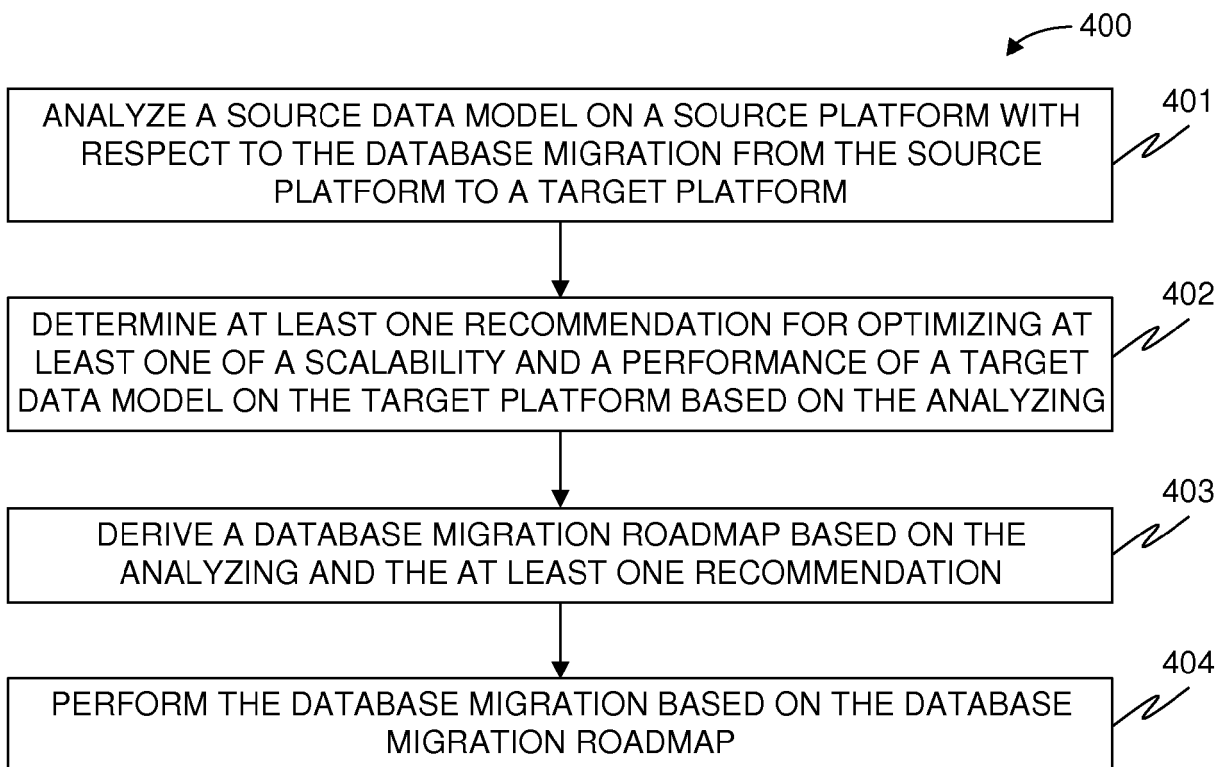 400
401
ANALYZE A SOURCE DATA MODEL ON A SOURCE PLATFORM WITH
RESPECT TO THE DATABASE MIGRATION FROM THE SOURCE
PLATFORM TO A TARGET PLATFORM
402
DETERMINE AT LEAST ONE RECOMMENDATION FOR OPTIMIZING AT
LEAST ONE OF A SCALABILITY AND A PERFORMANCE OF A TARGET
DATA MODEL ON THE TARGET PLATFORM BASED ON THE ANALYZING
403
DERIVE A DATABASE MIGRATION ROADMAP BASED ON THE
ANALYZING AND THE AT LEAST ONE RECOMMENDATION
404
PERFORM THE DATABASE MIGRATION BASED ON THE DATABASE
MIGRATION ROADMAP